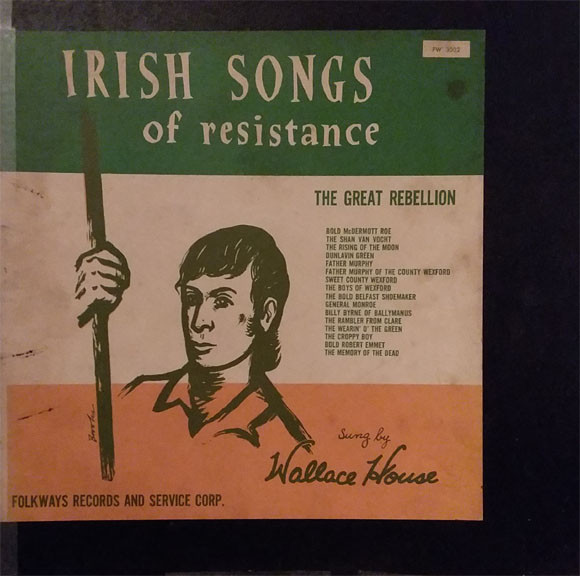 FW 3002
IRISH SONGS
of resistance
THE GREAT REBELLION
BOLD McDERMOTT ROE
THE SHAN VAN VOCHT
THE RISING OF THE MOON
DUNLAVIN GREEN
FATHER MURPHY
FATHER MURPHY OF THE COUNTY WEXFORD
SWEET COUNTY WEXFORD
THE BOYS OF WEXFORD
THE BOLD BELFAST SHOEMAKER
GENERAL MONROE
BILLY BYRNE OF BALLYMANUS
THE RAMBLER FROM CLARE
THE WEARIN' O' THE GREEN
THE CROPPY BOY
BOLD ROBERT EMMET
THE MEMORY OF THE DEAD
Sung by
Wallace House
FOLKWAYS RECORDS AND SERVICE CORP.